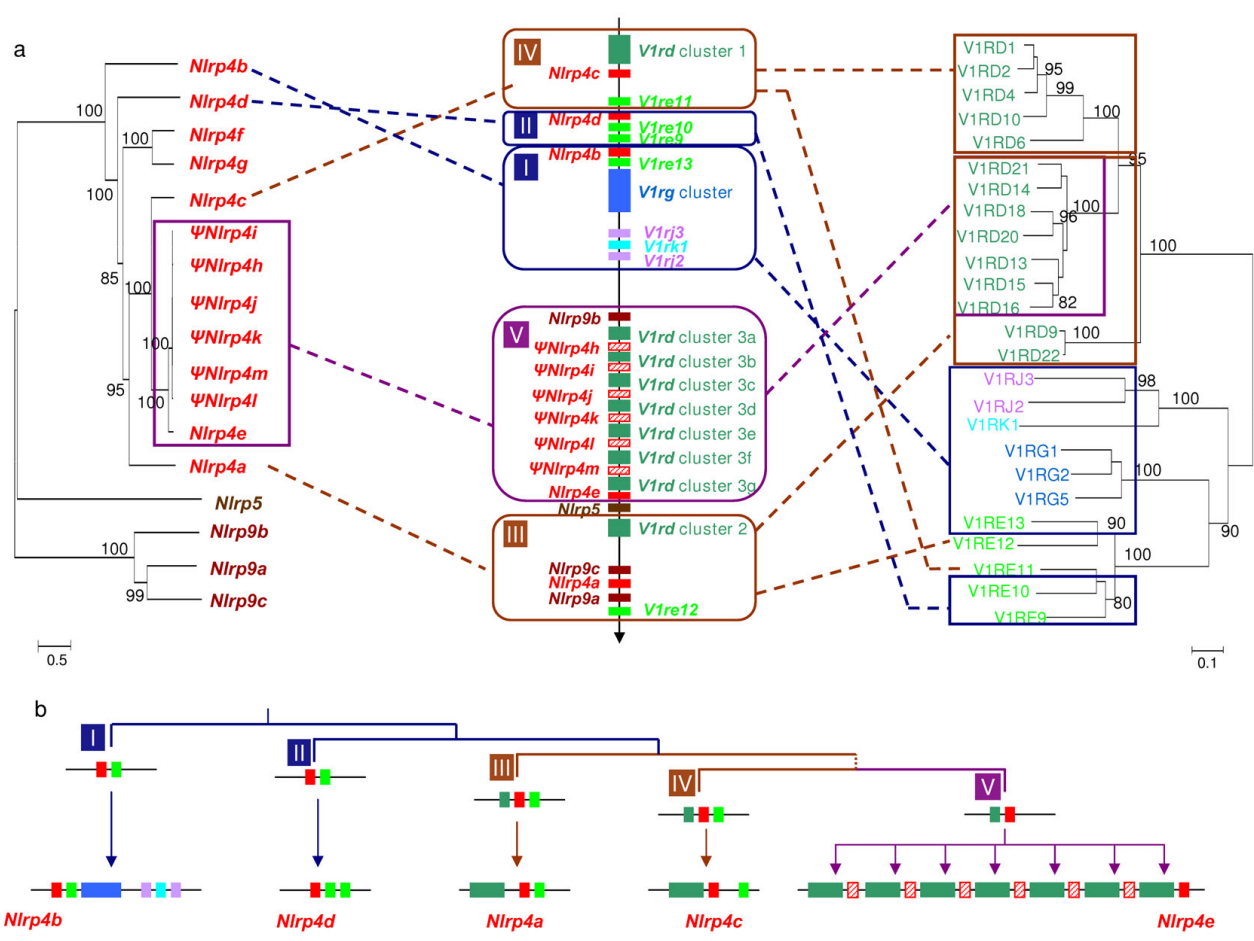 a
Nlrp4b
Nlrp4d
Nlrp4f
Nlrp4g
Nlrp4c
ΨNlrp4i
ΨNlrp4h
ΨNlrp4j
ΨNlrp4k
ΨNlrp4m
ΨNlrp4l
Nlrp4e
Nlrp4a
Nlrp5
Nlrp9b
Nlrp9a
Nlrp9c
100
100
100
85
100
100
95
100
100
99
0.5
IV
V1rd cluster 1
Nlrp4c
V1re11
II
Nlrp4d
V1re10
V1re9
I
Nlrp4b
V1re13
V1rg cluster
V1rj3
V1rk1
V1rj2
V
Nlrp9b
V1rd cluster 3a
ΨNlrp4h
V1rd cluster 3b
ΨNlrp4i
V1rd cluster 3c
ΨNlrp4j
V1rd cluster 3d
ΨNlrp4k
V1rd cluster 3e
ΨNlrp4l
V1rd cluster 3f
ΨNlrp4m
V1rd cluster 3g
Nlrp4e
Nlrp5
III
V1rd cluster 2
Nlrp9c
Nlrp4a
Nlrp9a
V1re12
V1RD1
V1RD2
V1RD4
V1RD10
V1RD6
V1RD21
V1RD14
V1RD18
V1RD20
V1RD13
V1RD15
V1RD16
V1RD9
V1RD22
V1RJ3
V1RJ2
V1RK1
V1RG1
V1RG2
V1RG5
V1RE13
V1RE12
V1RE11
V1RE10
V1RE9
95
99
100
95
100
96
100
82
100
98
100
100
90
90
100
80
0.1
b
I
II
III
IV
V
Nlrp4b
Nlrp4d
Nlrp4a
Nlrp4c
Nlrp4e